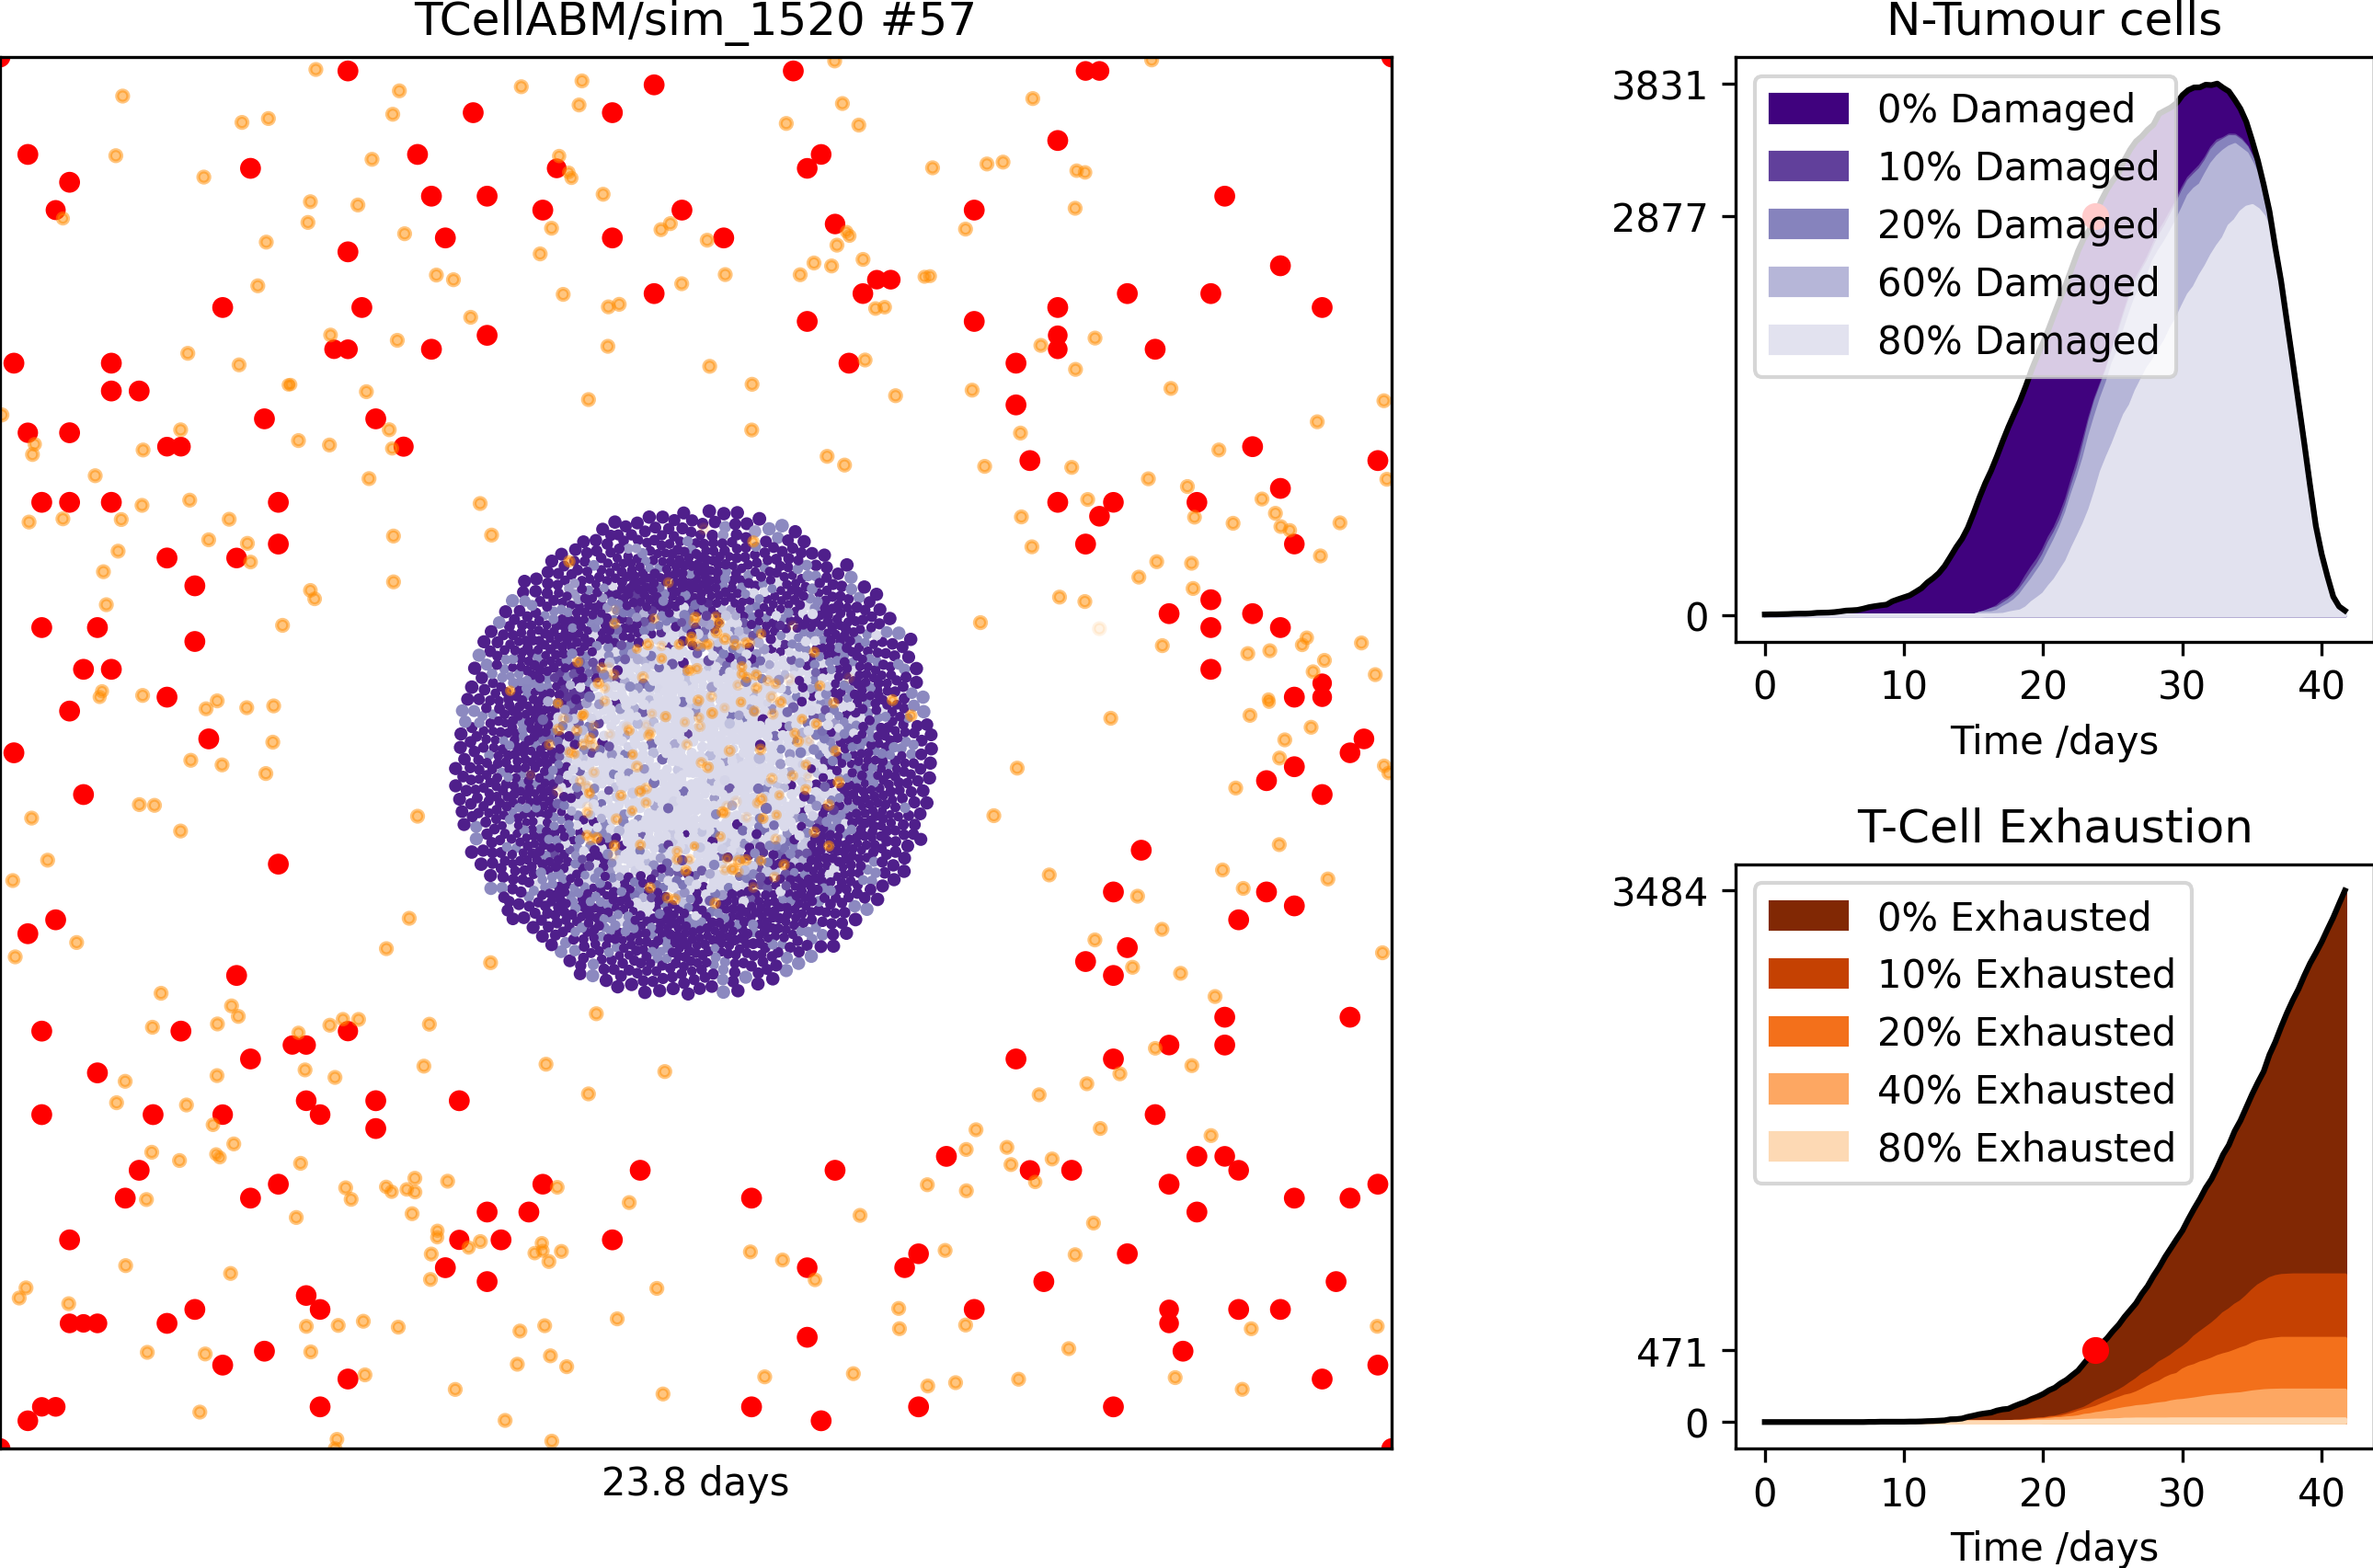 TCellABM/sim_1520 #57
23.8 days
N-Tumour cells
3831
2877
0
0% Damaged
10% Damaged
20% Damaged
60% Damaged
80% Damaged
0 10 20 30 40
Time /days
T-Cell Exhaustion
3484
471
0
0% Exhausted
10% Exhausted
20% Exhausted
40% Exhausted
80% Exhausted
0 10 20 30 40
Time /days